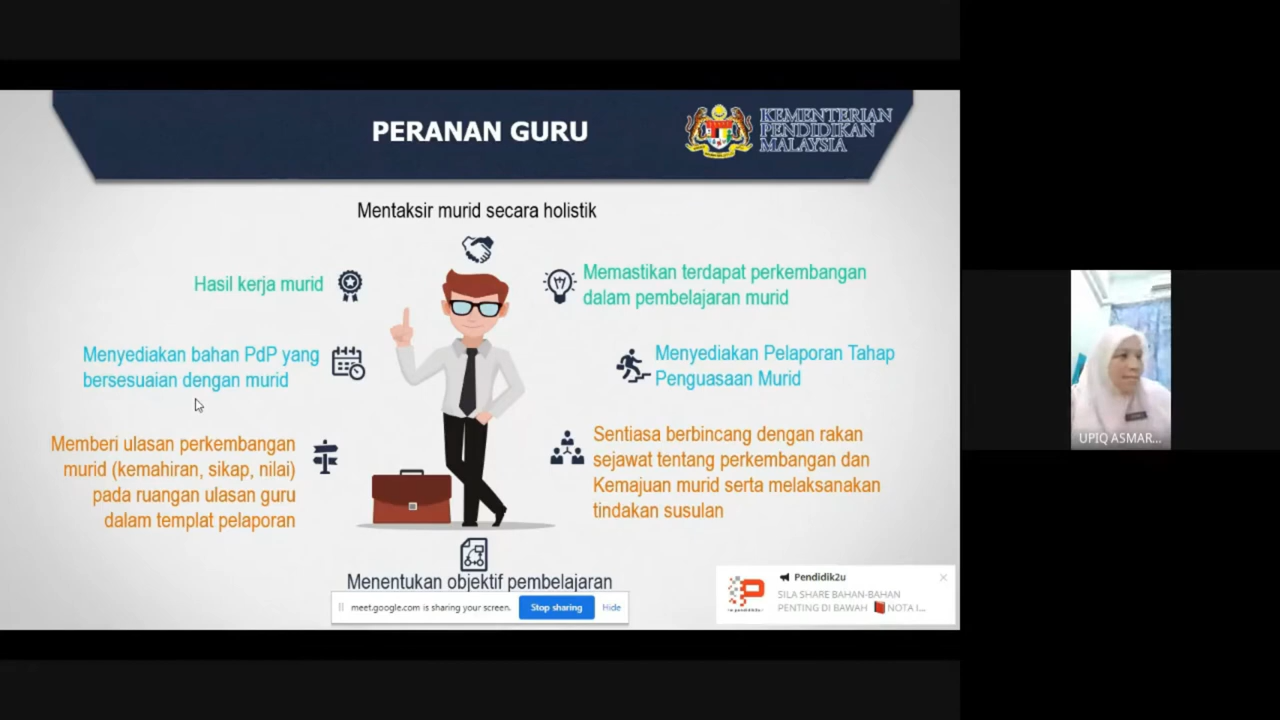 PERANAN GURU
KEMENTERIAN
PENDIDIKAN
MALAYSIA
Mentaksir murid secara holistik
Hasil kerja murid
Memastikan terdapat perkembangan
dalam pembelajaran murid
Menyediakan bahan PdP yang
bersesuaian dengan murid
Menyediakan Pelaporan Tahap
Penguasaan Murid
Memberi ulasan perkembangan
murid (kemahiran, sikap, nilai)
pada ruangan ulasan guru
dalam templat pelaporan
Sentiasa berbincang dengan rakan
sejawat tentang perkembangan dan
Kemajuan murid serta melaksanakan
tindakan susulan
Menentukan objektif pembelajaran
meet.google.com is sharing your screen.
Stop sharing
Hide
Pendidik2u
SILA SHARE BAHAN-BAHAN
PENTING DI BAWAH 📕 NOTA I...
UPIQ ASMAR...